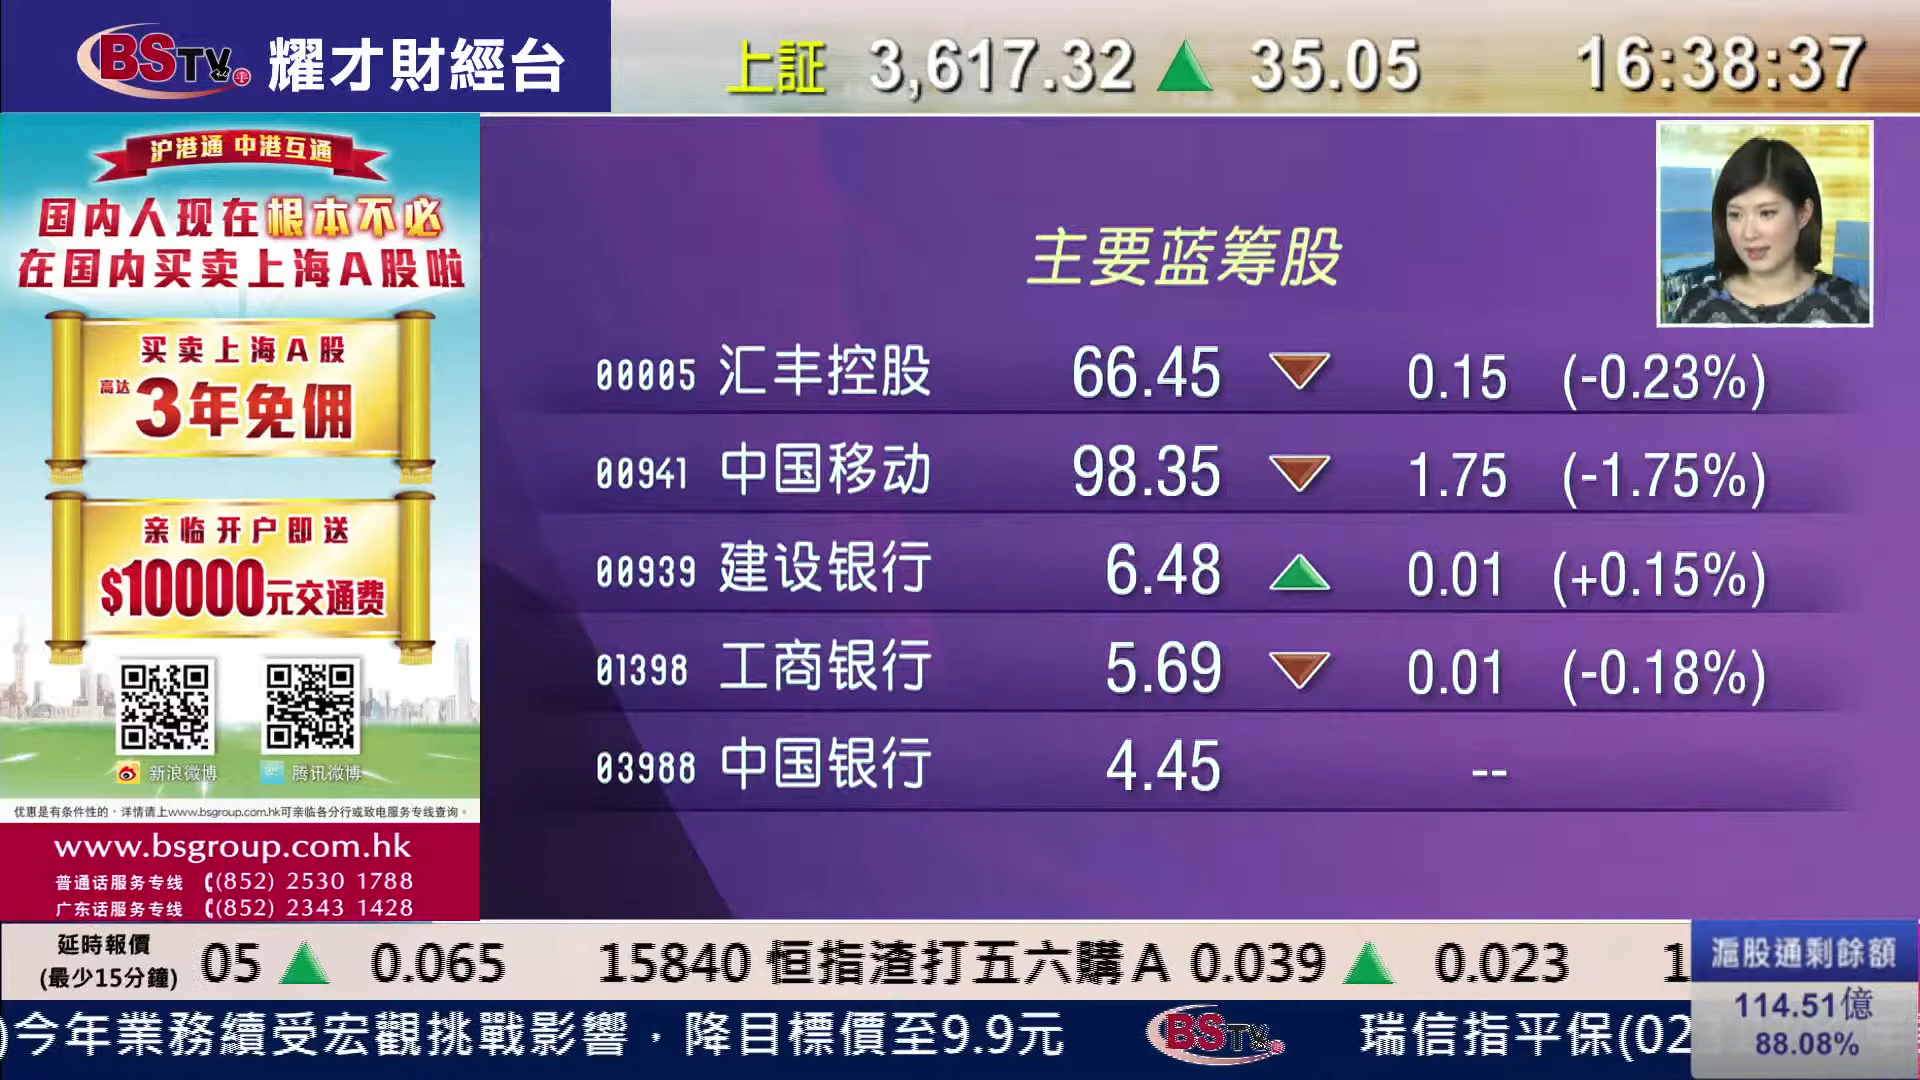 BSTV 耀才財經台
上証 3,617.32 ▲ 35.05 16:38:37
沪港通 中港互通
国内人现在根本不必
在国内买卖上海A股啦
买卖上海A股
高达3年免佣
亲临开户即送
$10000元交通费
新浪微博 腾讯微博
优惠是有条件性的，详情请上www.bsgroup.com.hk可亲临各分行或致电服务专线查询。
www.bsgroup.com.hk
普通话服务专线 (852) 2530 1788
广东话服务专线 (852) 2343 1428
主要蓝筹股
00005 汇丰控股 66.45 ▼ 0.15 (-0.23%)
00941 中国移动 98.35 ▼ 1.75 (-1.75%)
00939 建设银行 6.48 ▲ 0.01 (+0.15%)
01398 工商银行 5.69 ▼ 0.01 (-0.18%)
03988 中国银行 4.45 --
延時報價
(最少15分鐘)
05 ▲ 0.065 15840 恒指渣打五六購A 0.039 ▲ 0.023 1
滬股通剩餘額
114.51億
88.08%
)今年業務續受宏觀挑戰影響，降目標價至9.9元 BSTV 瑞信指平保(02